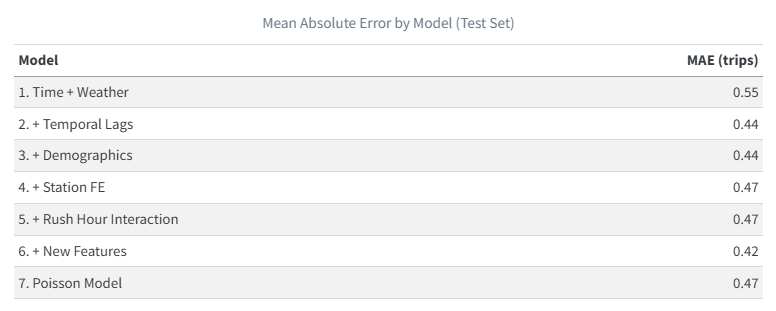 Mean Absolute Error by Model (Test Set)
Model MAE (trips)
1. Time + Weather 0.55
2. + Temporal Lags 0.44
3. + Demographics 0.44
4. + Station FE 0.47
5. + Rush Hour Interaction 0.47
6. + New Features 0.42
7. Poisson Model 0.47